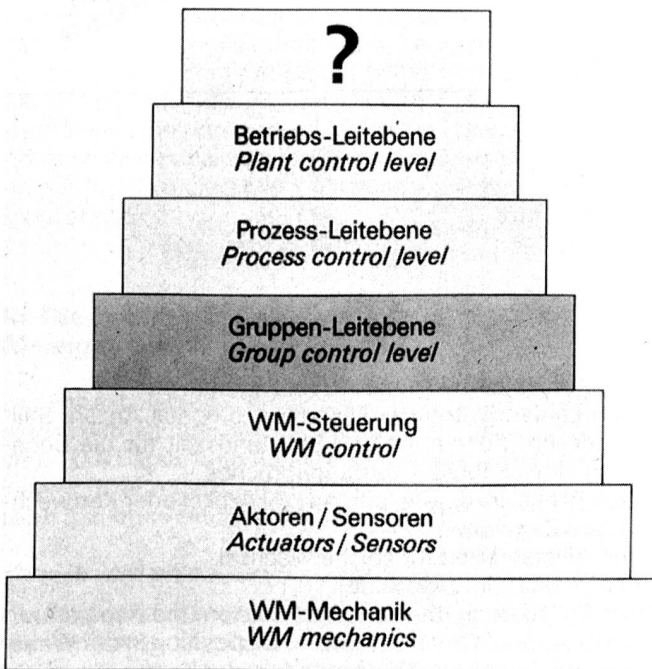 ?
Betriebs-Leitebene
Plant control level
Prozess-Leitebene
Process control level
Gruppen-Leitebene
Group control level
WM-Steuerung
WM control
Aktoren / Sensoren
Actuators / Sensors
WM-Mechanik
WM mechanics